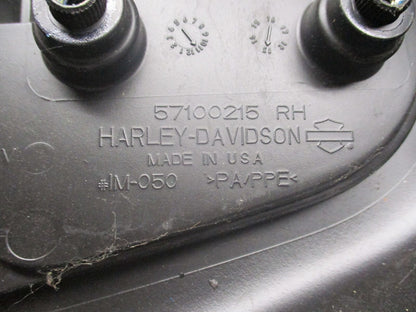 57100215 RH
HARLEY-DAVIDSON
MADE IN USA
#IM-050 >PA/PPE<